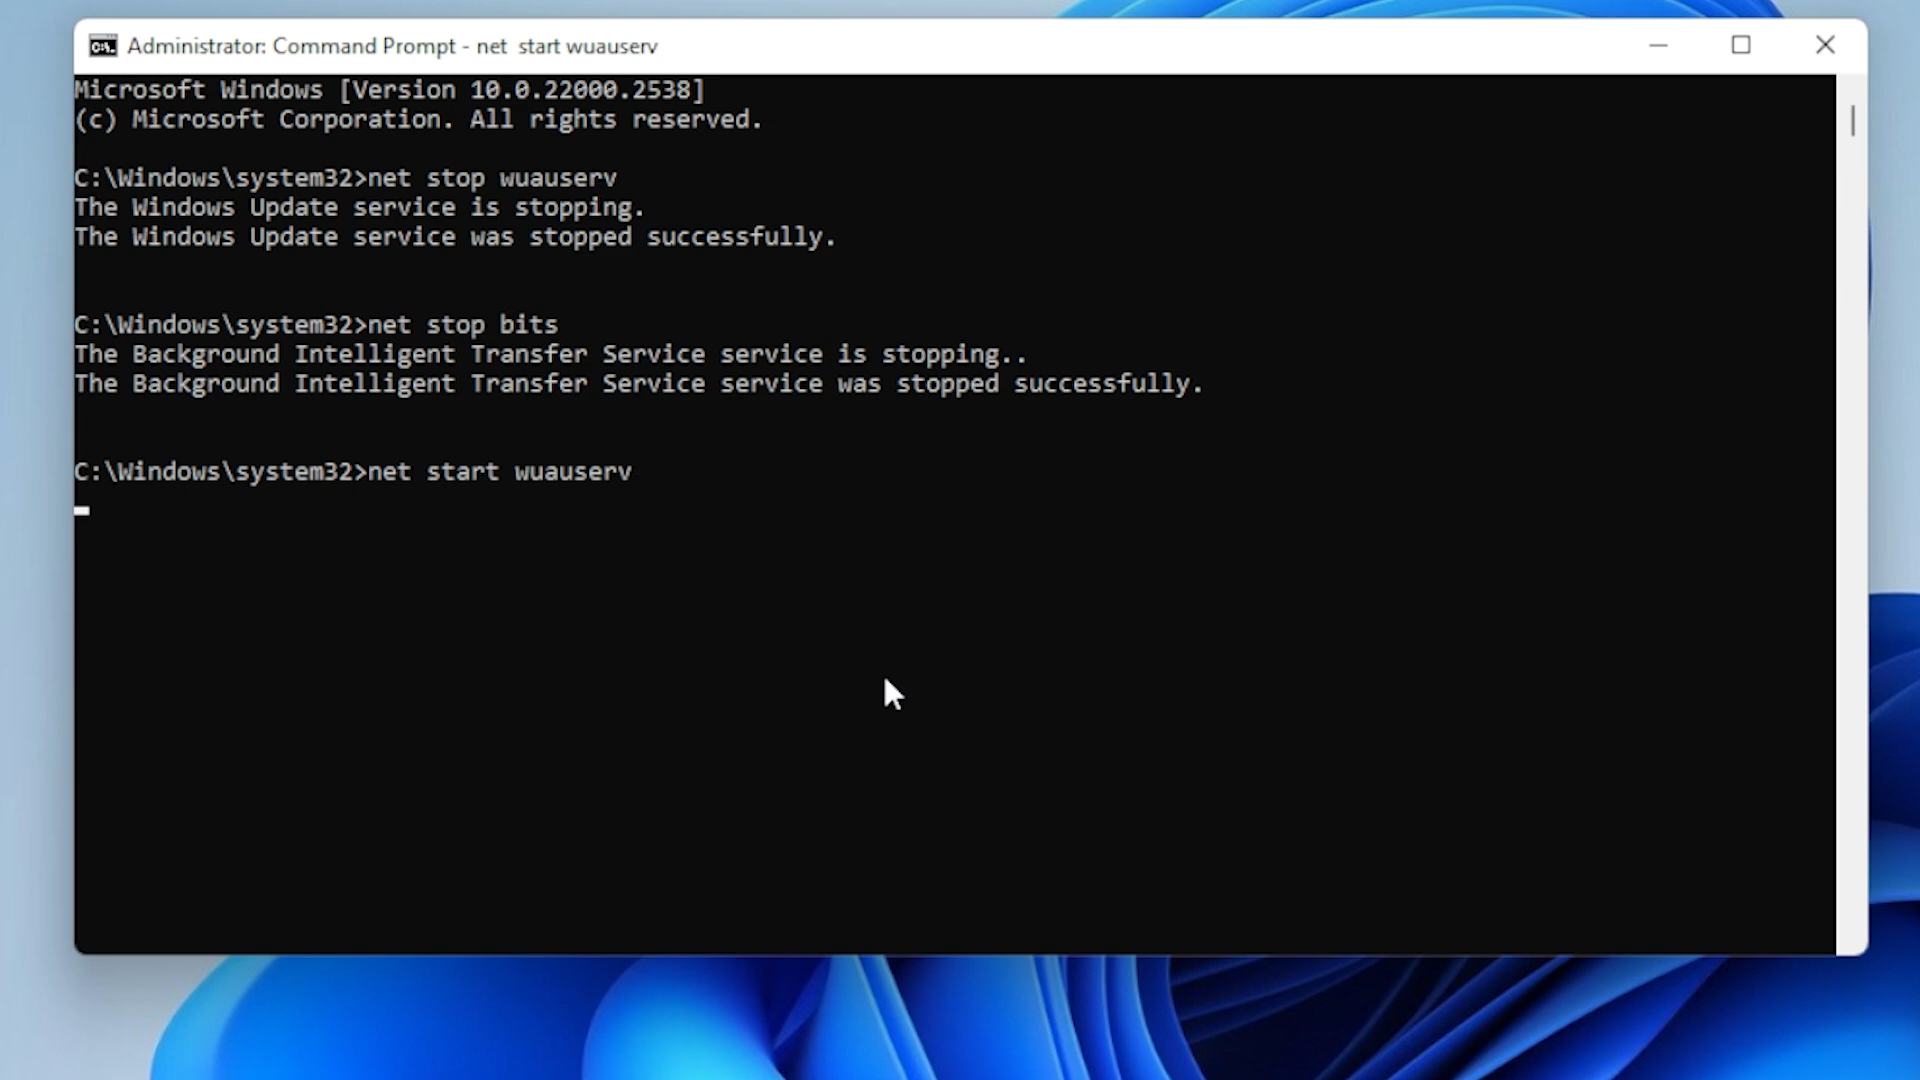 Administrator: Command Prompt - net  start wuauserv
Microsoft Windows [Version 10.0.22000.2538]
(c) Microsoft Corporation. All rights reserved.
C:\Windows\system32>net stop wuauserv
The Windows Update service is stopping.
The Windows Update service was stopped successfully.
C:\Windows\system32>net stop bits
The Background Intelligent Transfer Service service is stopping..
The Background Intelligent Transfer Service service was stopped successfully.
C:\Windows\system32>net start wuauserv